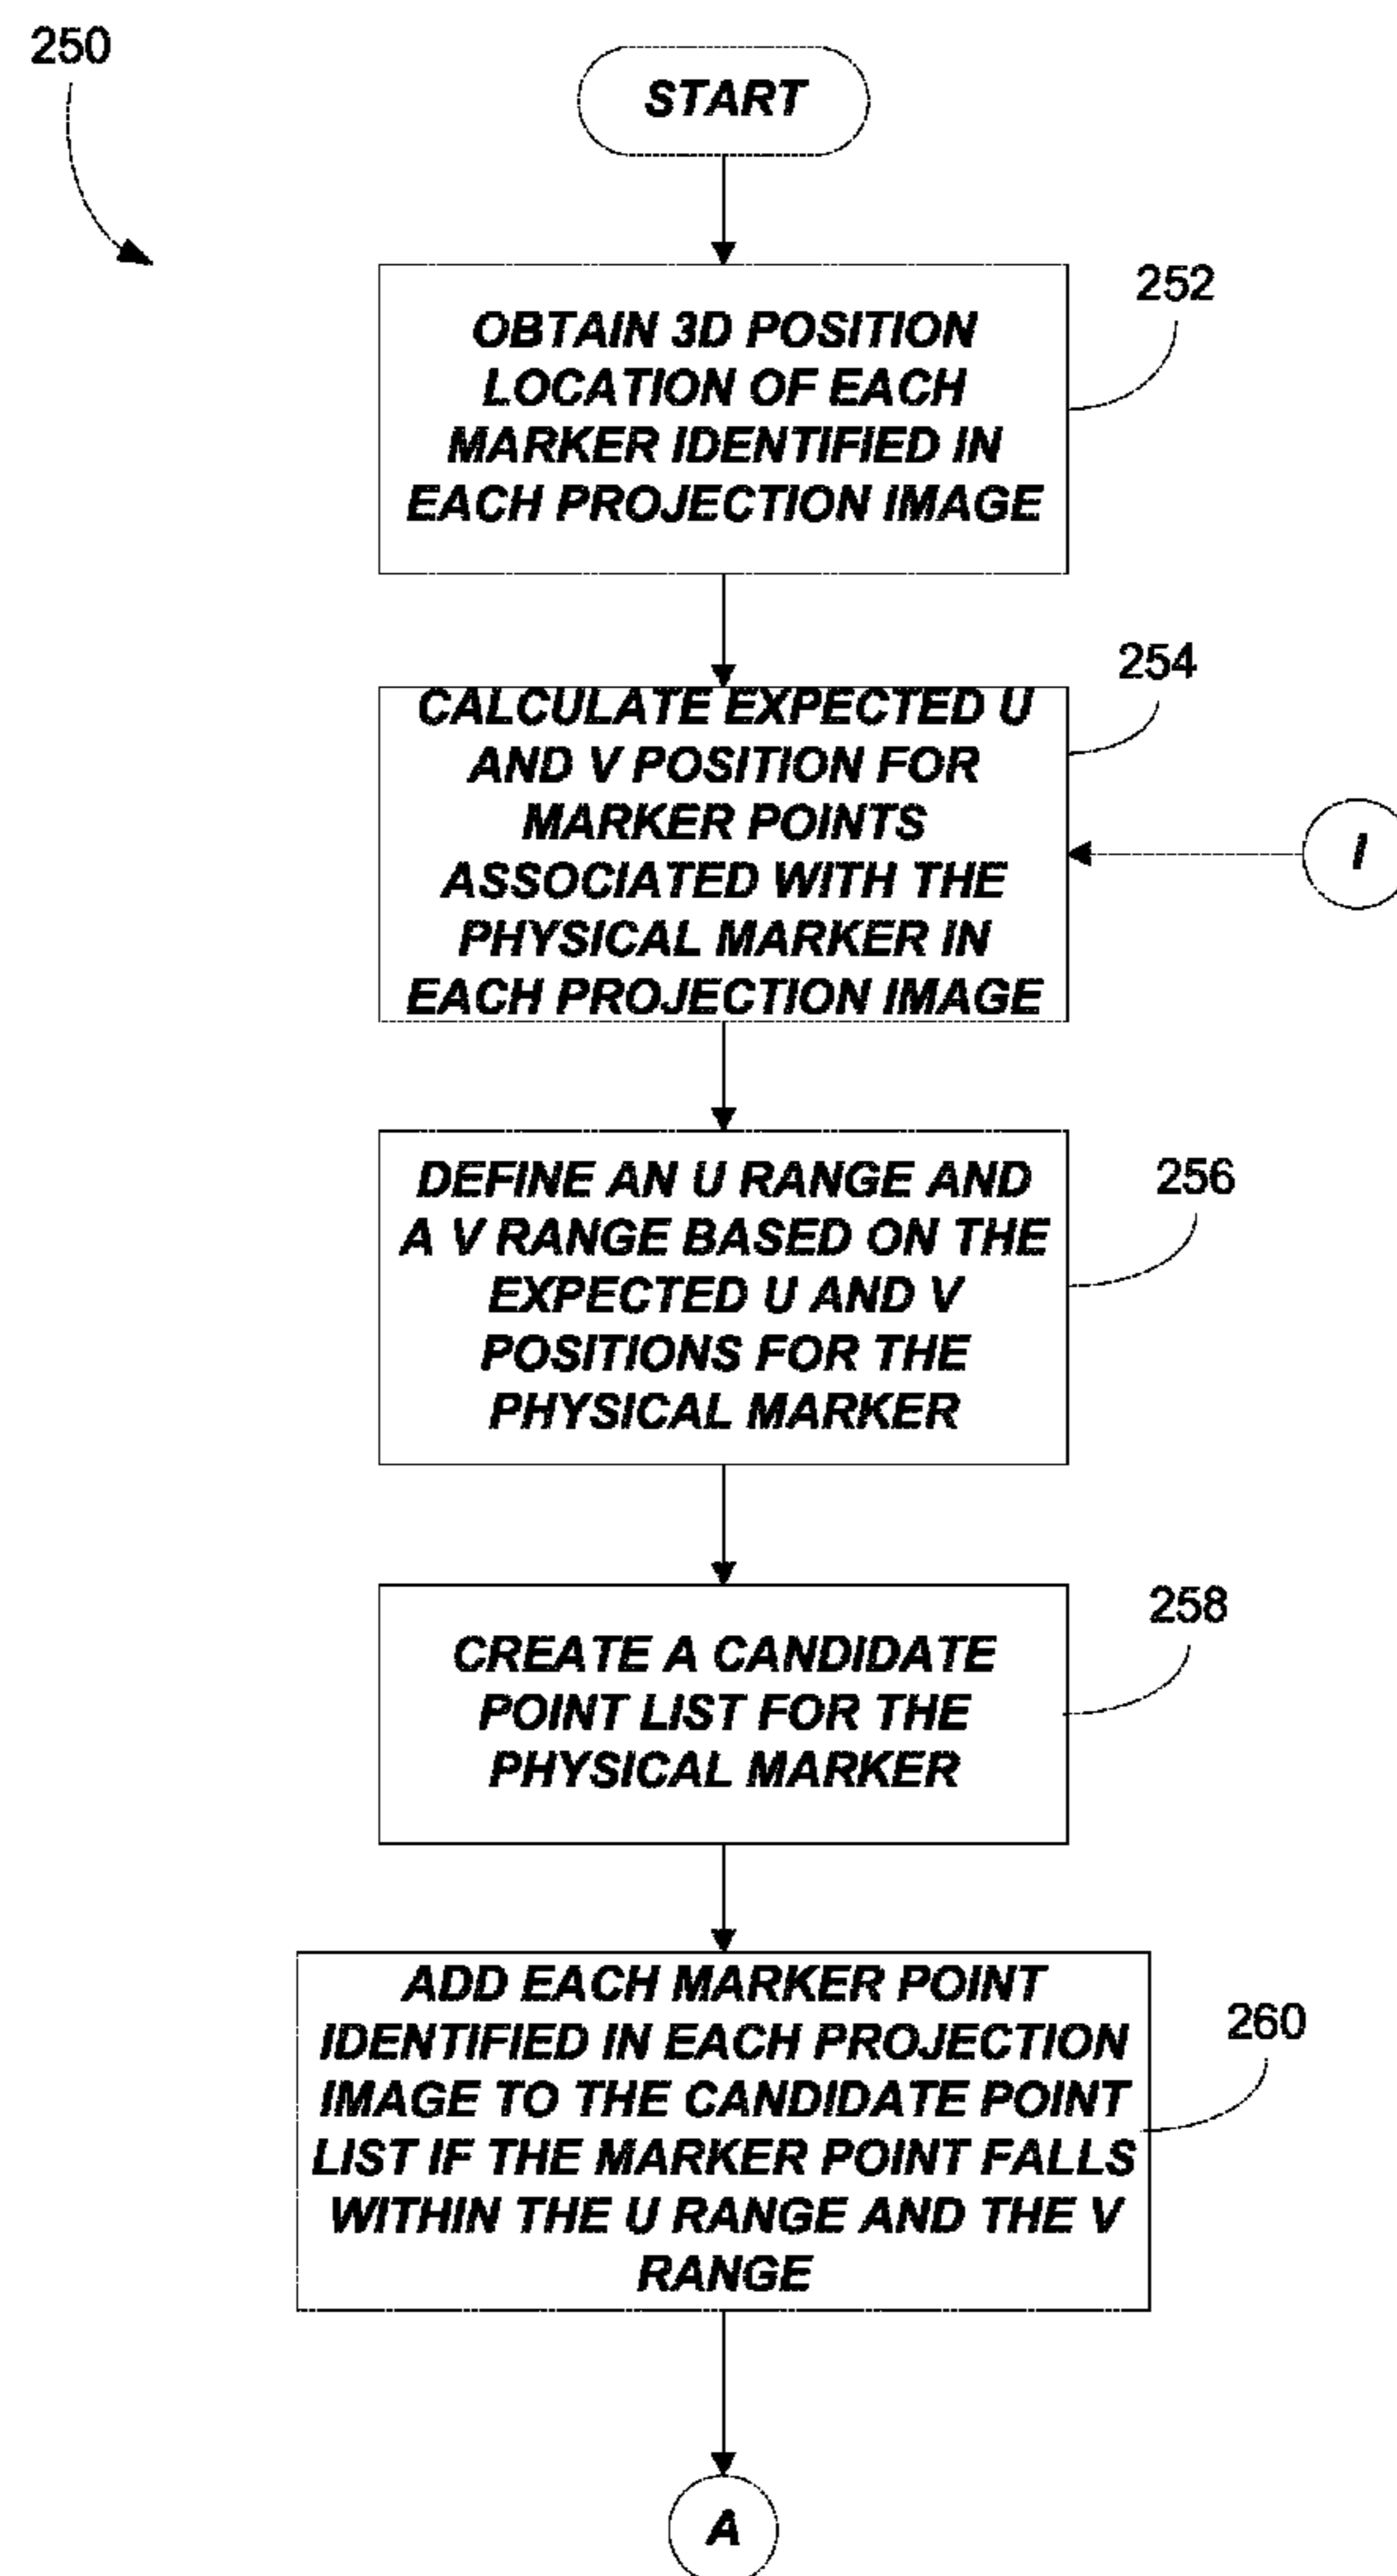 250
START
252
OBTAIN 3D POSITION
LOCATION OF EACH
MARKER IDENTIFIED IN
EACH PROJECTION IMAGE
254
CALCULATE EXPECTED U
AND V POSITION FOR
MARKER POINTS
ASSOCIATED WITH THE
PHYSICAL MARKER IN
EACH PROJECTION IMAGE
I
256
DEFINE AN U RANGE AND
A V RANGE BASED ON THE
EXPECTED U AND V
POSITIONS FOR THE
PHYSICAL MARKER
258
CREATE A CANDIDATE
POINT LIST FOR THE
PHYSICAL MARKER
260
ADD EACH MARKER POINT
IDENTIFIED IN EACH PROJECTION
IMAGE TO THE CANDIDATE POINT
LIST IF THE MARKER POINT FALLS
WITHIN THE U RANGE AND THE V
RANGE
A